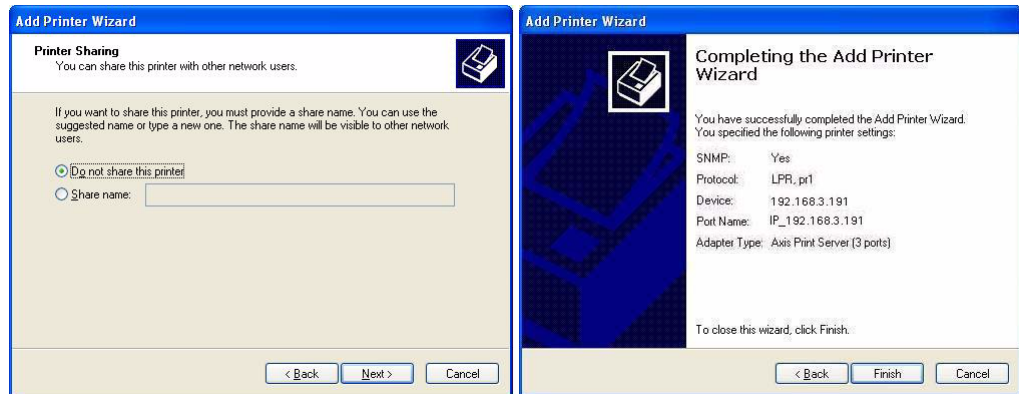 Add Printer Wizard
Printer Sharing
You can share this printer with other network users.
If you want to share this printer, you must provide a share name. You can use the
suggested name or type a new one. The share name will be visible to other network
users.
Do not share this printer
Share name:
< Back Next > Cancel
Add Printer Wizard
Completing the Add Printer
Wizard
You have successfully completed the Add Printer Wizard.
You specified the following printer settings:
SNMP: Yes
Protocol: LPR, pr1
Device: 192.168.3.191
Port Name: IP_192.168.3.191
Adapter Type: Axis Print Server (3 ports)
To close this wizard, click Finish.
< Back Finish Cancel